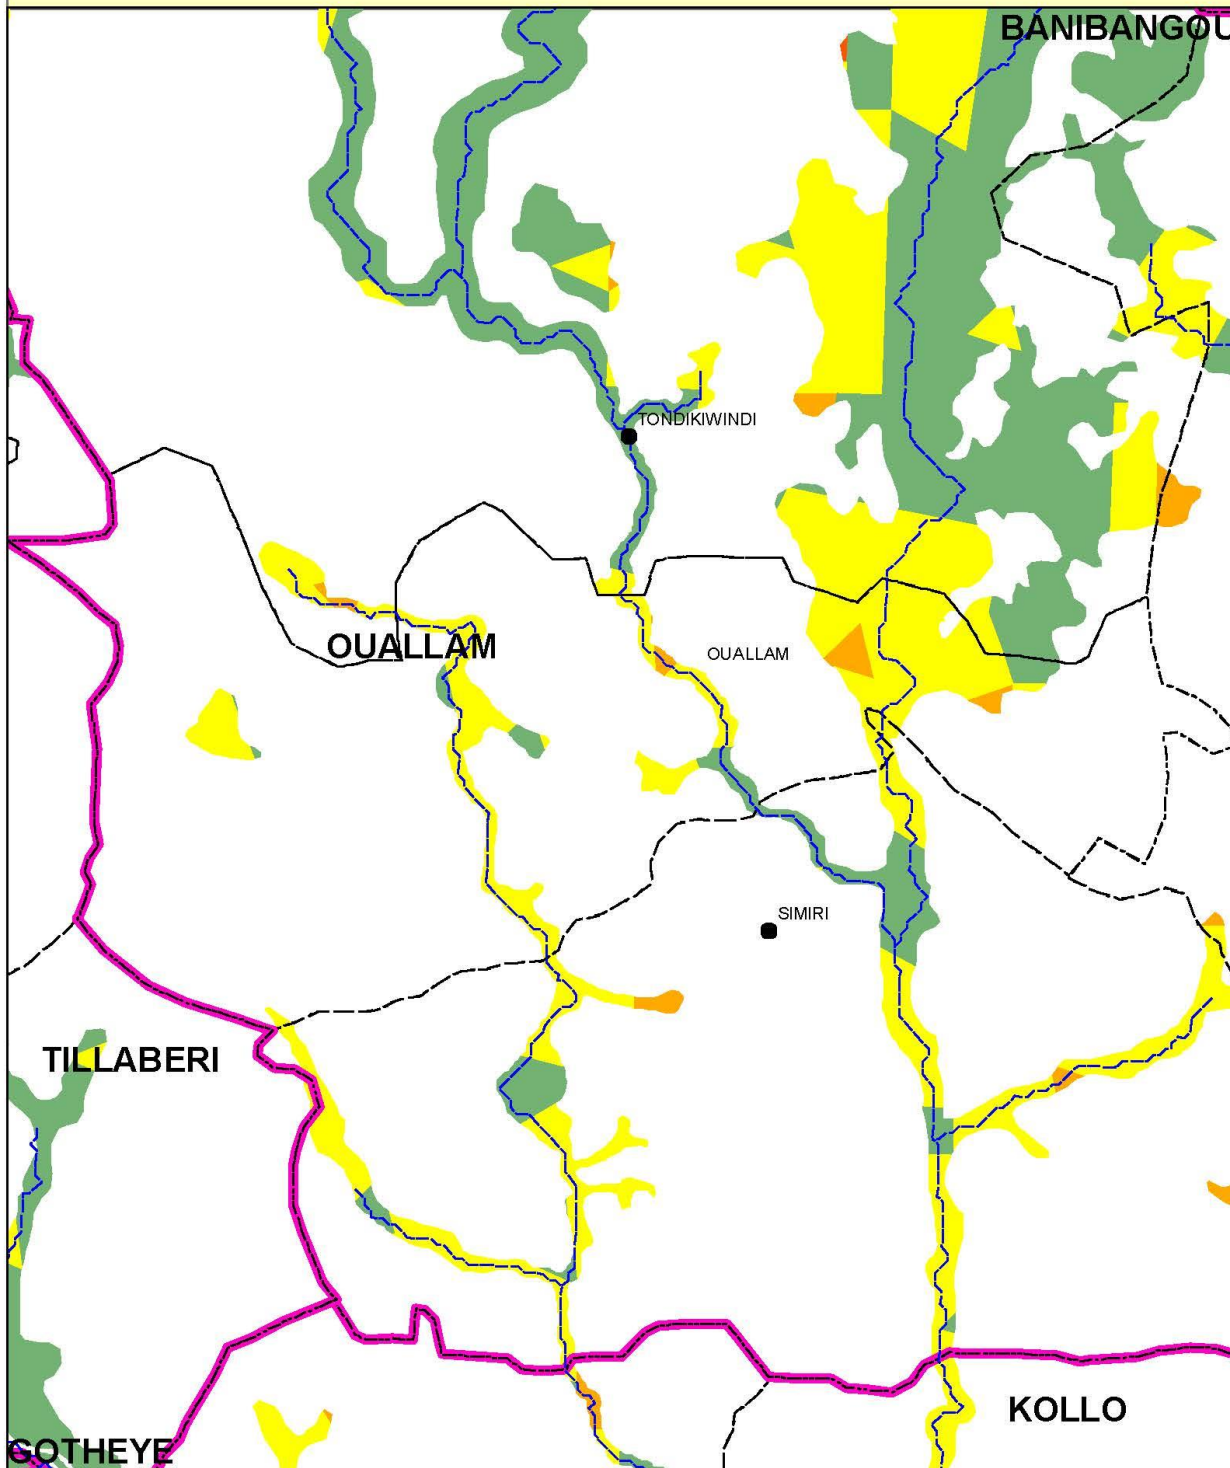 BANIBANGOU
TONDIKIWINDI
OUALLAM
OUALLAM
SIMIRI
TILLABERI
KOLLO
GOTHEYE